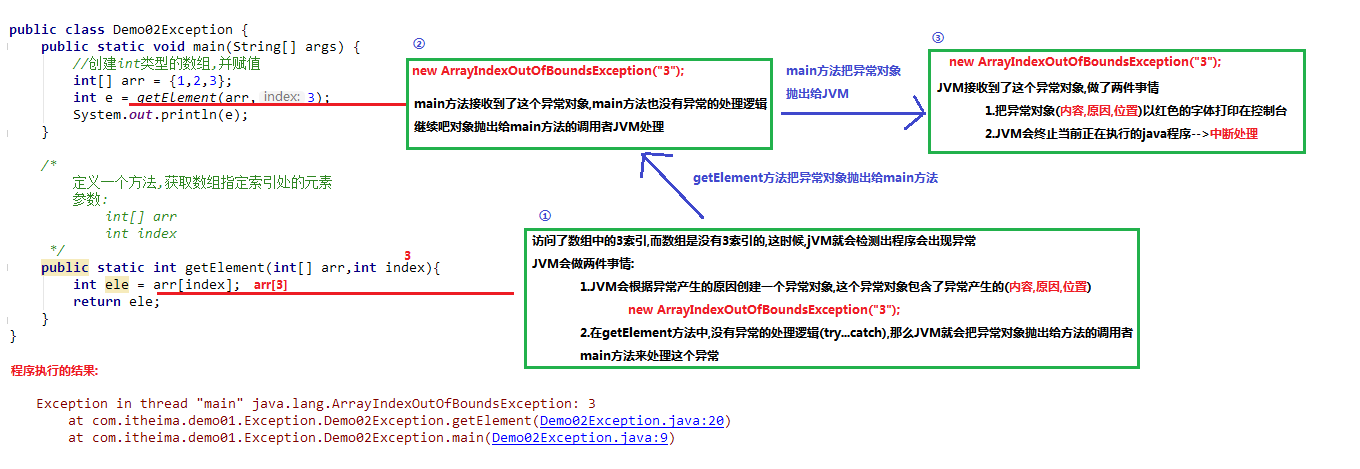 public class Demo02Exception {
public static void main(String[] args) {
//创建int类型的数组,并赋值
int[] arr = {1,2,3};
int e = getElement(arr, index: 3);
System.out.println(e);
}
/*
定义一个方法,获取数组指定索引处的元素
参数:
int[] arr
int index
*/
3
public static int getElement(int[] arr,int index){
int ele = arr[index]; arr[3]
return ele;
}
}
②
new ArrayIndexOutOfBoundsException("3");
main方法接收到了这个异常对象,main方法也没有异常的处理逻辑
继续吧对象抛出给main方法的调用者JVM处理
main方法把异常对象
抛出给JVM
③
new ArrayIndexOutOfBoundsException("3");
JVM接收到了这个异常对象,做了两件事情
1.把异常对象(内容,原因,位置)以红色的字体打印在控制台
2.JVM会终止当前正在执行的java程序-->中断处理
getElement方法把异常对象抛出给main方法
①
访问了数组中的3索引,而数组是没有3索引的,这时候,jVM就会检测出程序会出现异常
JVM会做两件事情:
1.JVM会根据异常产生的原因创建一个异常对象,这个异常对象包含了异常产生的(内容,原因,位置)
new ArrayIndexOutOfBoundsException("3");
2.在getElement方法中,没有异常的处理逻辑(try...catch),那么JVM就会把异常对象抛出给方法的调用者
main方法来处理这个异常
程序执行的结果:
Exception in thread "main" java.lang.ArrayIndexOutOfBoundsException: 3
at com.itheima.demo01.Exception.Demo02Exception.getElement(Demo02Exception.java:20)
at com.itheima.demo01.Exception.Demo02Exception.main(Demo02Exception.java:9)